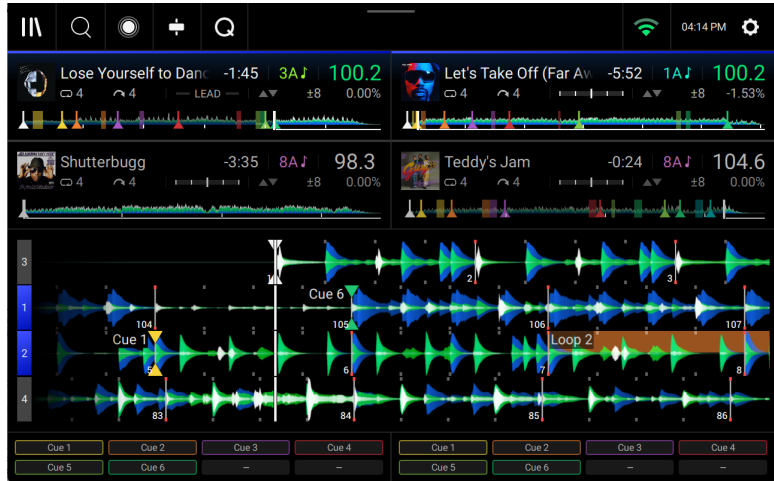 04:14 PM
Lose Yourself to Danc -1:45 3A♪ 100.2
4 4 LEAD ▲▼ ±8 0.00%
Let's Take Off (Far Aw -5:52 1A♪ 100.2
4 4 ▲▼ ±8 -1.53%
Shutterbugg -3:35 8A♪ 98.3
4 4 ▲▼ ±8 0.00%
Teddy's Jam -0:24 8A♪ 104.6
4 4 ▲▼ ±8 0.00%
3
1 2 3
Cue 6
1
104 105 106 107
Cue 1 Loop 2
2
5 6 7 8
4
83 84 85 86
Cue 1 Cue 2 Cue 3 Cue 4
Cue 5 Cue 6 – –
Cue 1 Cue 2 Cue 3 Cue 4
Cue 5 Cue 6 – –